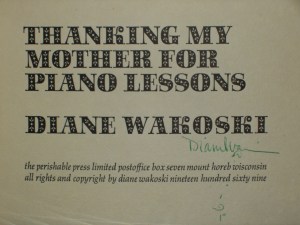 THANKING MY
MOTHER FOR
PIANO LESSONS
DIANE WAKOSKI
the perishable press limited postoffice box seven mount horeb wisconsin
all rights and copyright by diane wakoski nineteen hundred sixty nine